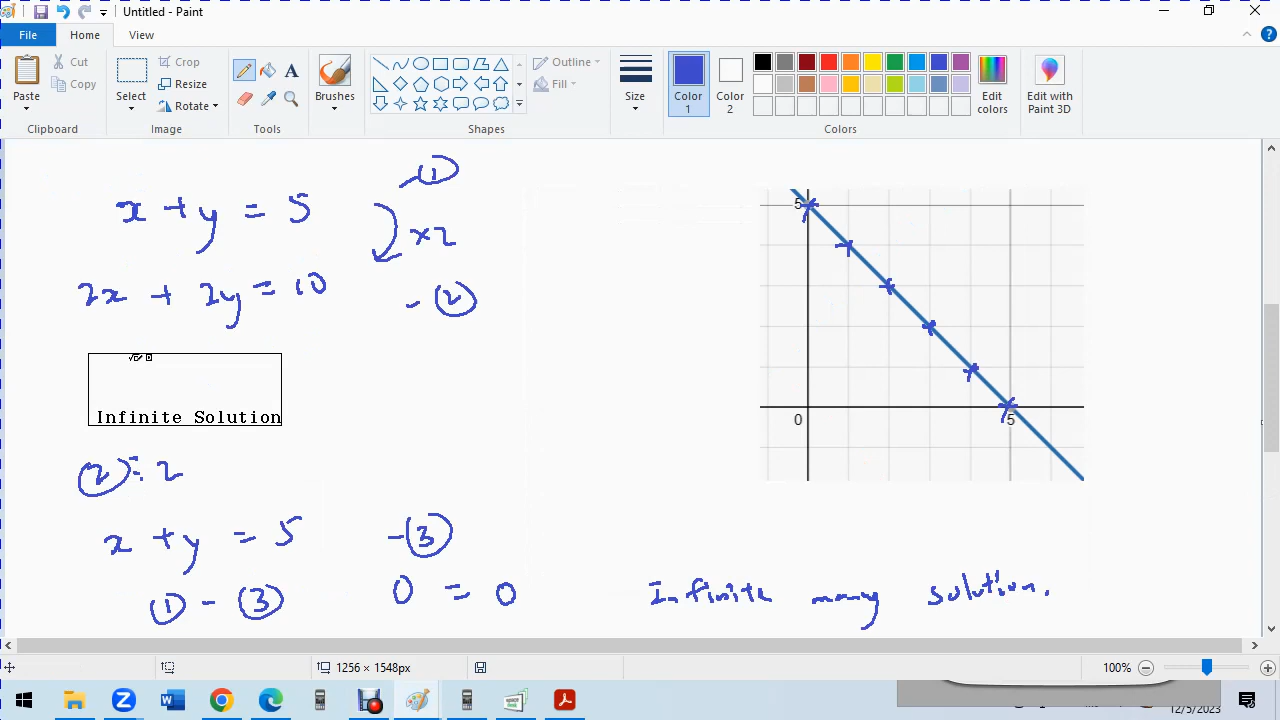 Untitled - Paint
File Home View
Paste Cut Copy
Select Crop Resize Rotate
A
Brushes
Outline
Fill
Size
Color 1
Color 2
Edit colors
Edit with Paint 3D
Clipboard Image Tools Shapes Colors
x + y = 5 - ①
×2
2x + 2y = 10 - ②
Infinite Solution
② ÷ 2
x + y = 5 - ③
① - ③ 0 = 0
Infinite many solution.
5
0 5
1256 × 1548px
100%
12/5/2023